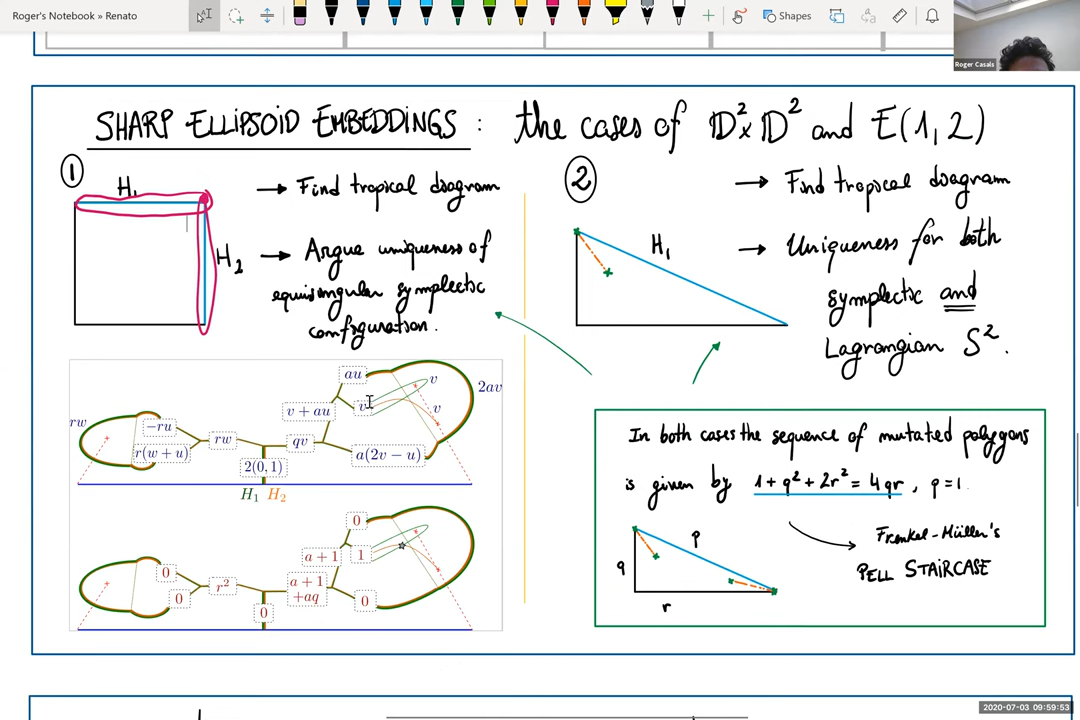 Roger's Notebook » Renato
Shapes
Roger Casals
SHARP ELLIPSOID EMBEDDINGS : the cases of D²×D² and E(1,2)
①
H₁
H₂
→ Find tropical diagram
→ Argue uniqueness of
equisingular symplectic
configuration.
②
H₁
→ Find tropical diagram
→ Uniqueness for both
symplectic and
Lagrangian S².
rw
−ru
r(w + u)
rw
2(0, 1)
qv
v + au
au
v
a(2v − u)
v
v
2av
H₁ H₂
0
0
r²
0
a + 1
+aq
a + 1
0
1
0
In both cases the sequence of mutated polygons
is given by 1+q²+2r² = 4qr, p=1.
Frenkel-Müller's
PELL STAIRCASE
p
q
r
2020-07-03 09:59:53